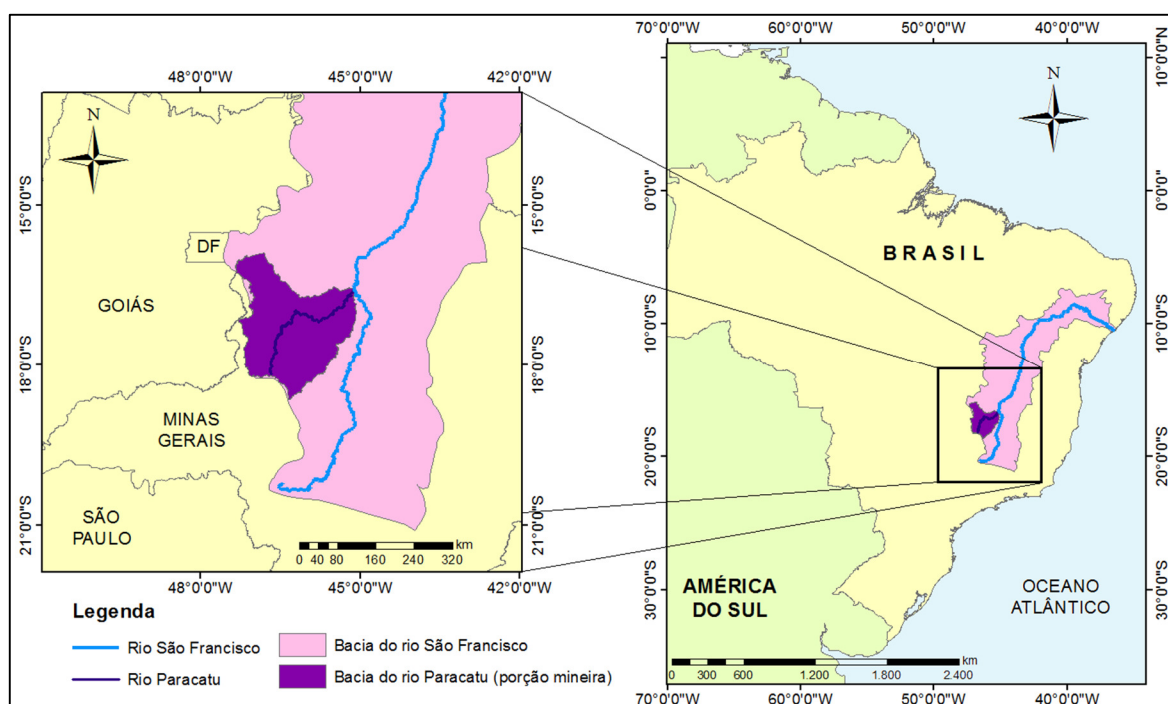 48°0'0"W
45°0'0"W
42°0'0"W
N
15°0'0"S
18°0'0"S
21°0'0"S
DF
GOIÁS
MINAS
GERAIS
SÃO
PAULO
km
0 40 80 160 240 320
15°0'0"S
18°0'0"S
21°0'0"S
48°0'0"W
45°0'0"W
42°0'0"W
Legenda
Rio São Francisco
Rio Paracatu
Bacia do rio São Francisco
Bacia do rio Paracatu (porção mineira)
70°0'0"W
60°0'0"W
50°0'0"W
40°0'0"W
N
10°0'0"N
0°0'0"
10°0'0"S
20°0'0"S
30°0'0"S
BRASIL
AMÉRICA
DO SUL
OCEANO
ATLÂNTICO
km
0 300 600 1.200 1.800 2.400
0°0'0"
10°0'0"S
20°0'0"S
30°0'0"S
70°0'0"W
60°0'0"W
50°0'0"W
40°0'0"W